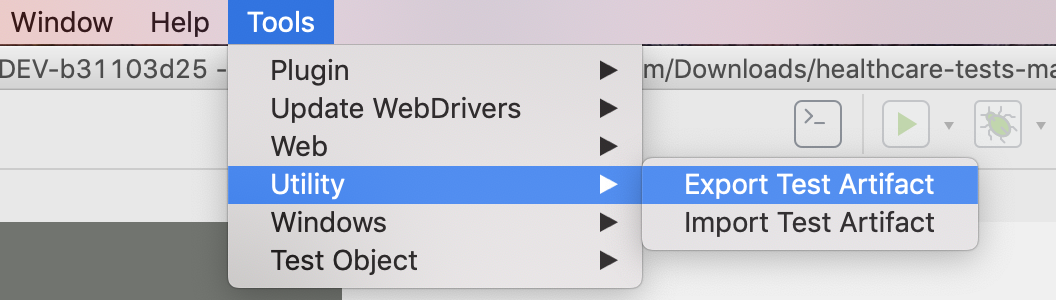 Window Help Tools
DEV-b31103d25 - m/Downloads/healthcare-tests-ma
Plugin
Update WebDrivers
Web
Utility
Windows
Test Object
Export Test Artifact
Import Test Artifact